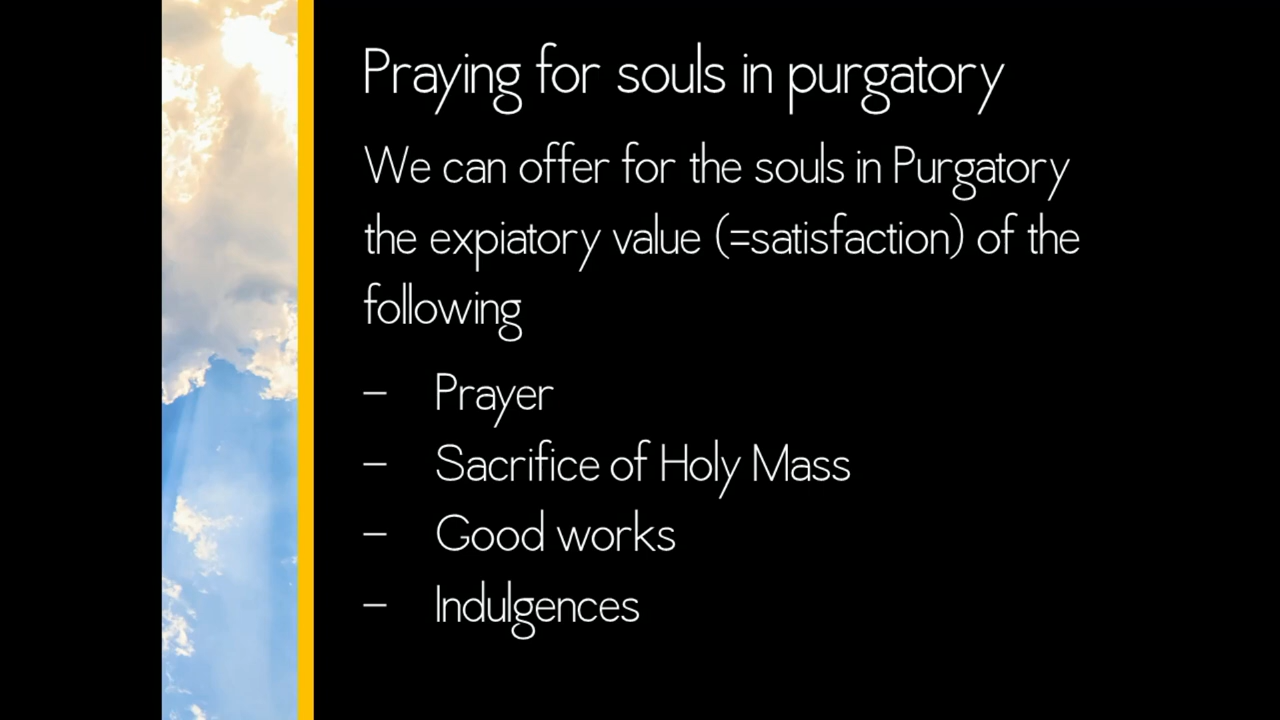 Praying for souls in purgatory
We can offer for the souls in Purgatory
the expiatory value (=satisfaction) of the
following
– Prayer
– Sacrifice of Holy Mass
– Good works
– Indulgences